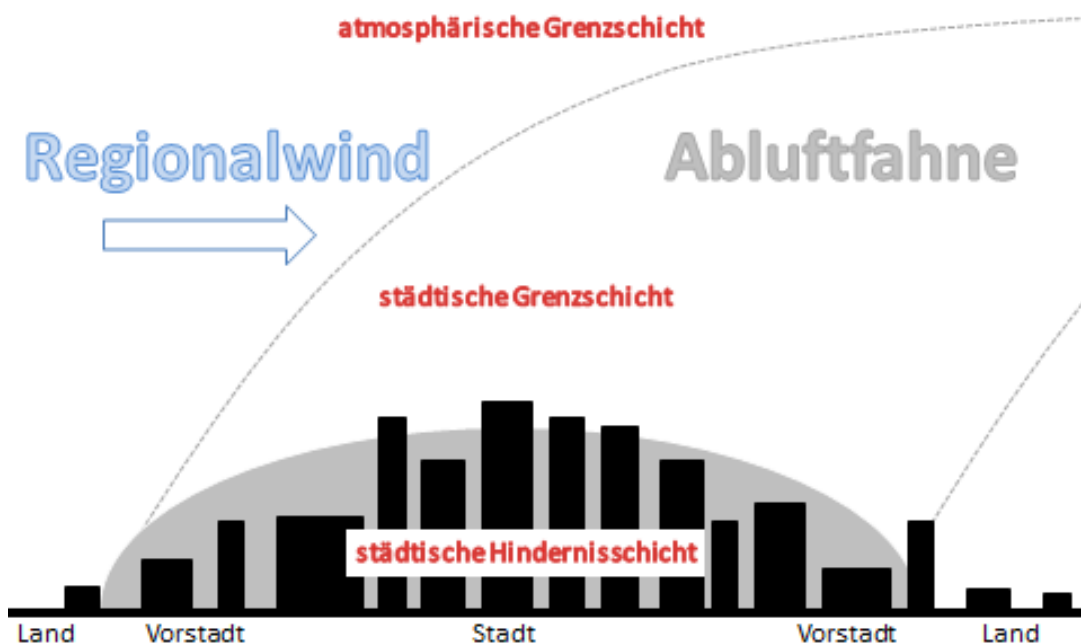 atmosphärische Grenzschicht
Regionalwind
Abluftfahne
städtische Grenzschicht
städtische Hindernisschicht
Land
Vorstadt
Stadt
Vorstadt
Land